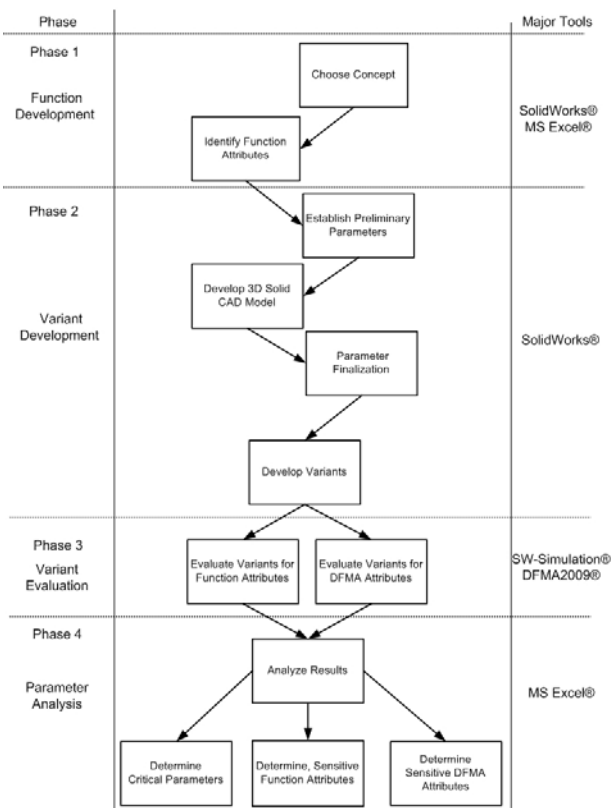 Phase
Major Tools
Phase 1
Function
Development
Choose Concept
Identify Function
Attributes
SolidWorks®
MS Excel®
Phase 2
Variant
Development
Establish Preliminary
Parameters
Develop 3D Solid
CAD Model
Parameter
Finalization
Develop Variants
SolidWorks®
Phase 3
Variant
Evaluation
Evaluate Variants for
Function Attributes
Evaluate Variants for
DFMA Attributes
SW-Simulation®
DFMA2009®
Phase 4
Parameter
Analysis
Analyze Results
Determine
Critical Parameters
Determine, Sensitive
Function Attributes
Determine
Sensitive DFMA
Attributes
MS Excel®